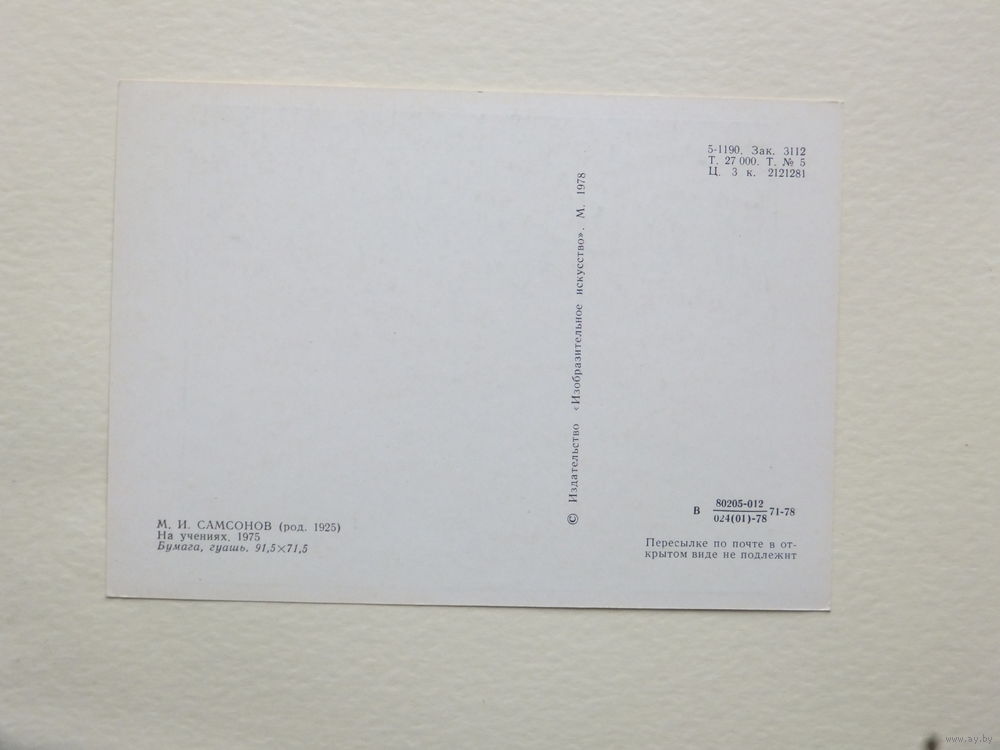 5-1190. Зак. 3112
Т. 27 000. Т. № 5
Ц. 3 к. 2121281
© Издательство «Изобразительное искусство». М. 1978
М. И. САМСОНОВ (род. 1925)
На учениях, 1975
Бумага, гуашь. 91,5×71,5
В 80205-012 71-78
024(01)-78
Пересылке по почте в от-
крытом виде не подлежит
www.ay.by